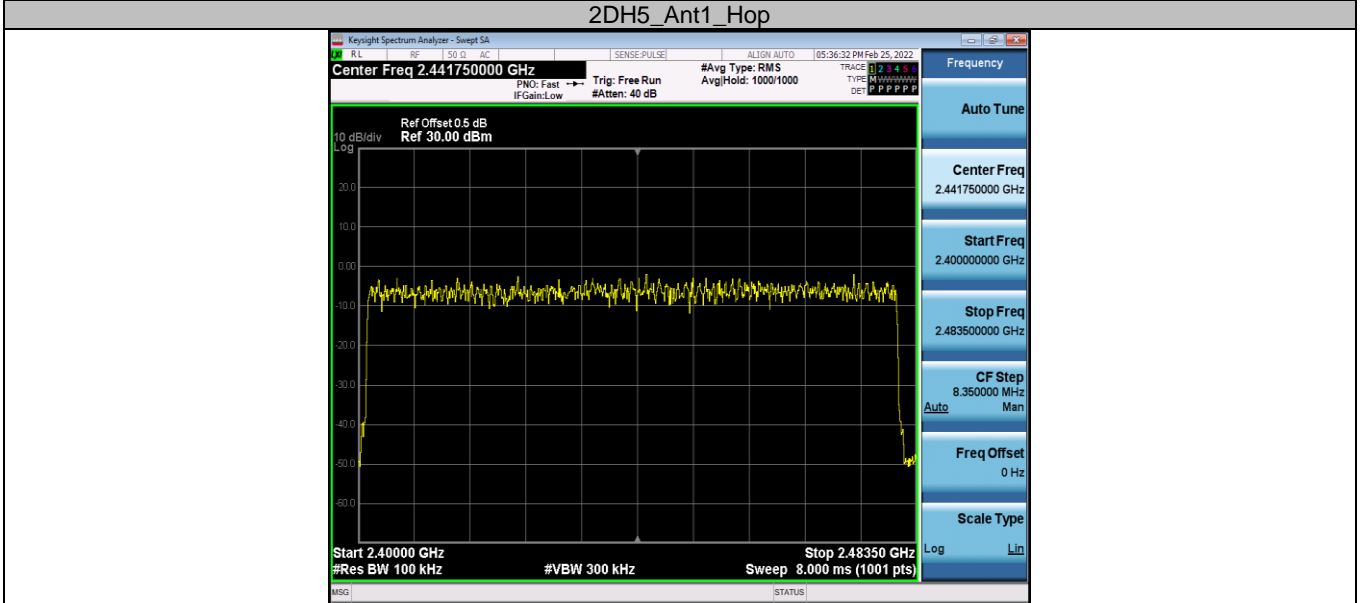 2DH5_Ant1_Hop
Keysight Spectrum Analyzer - Swept SA
RL RF 50 Ω AC SENSE:PULSE ALIGN AUTO 05:36:32 PM Feb 25, 2022
Center Freq 2.441750000 GHz
PNO: Fast
IFGain:Low
Trig: Free Run
#Atten: 40 dB
#Avg Type: RMS
Avg|Hold: 1000/1000
TRACE 1 2 3 4 5 6
TYPE M
DET P P P P P P
Ref Offset 0.5 dB
10 dB/div Ref 30.00 dBm
Log
20.0
10.0
0.00
-10.0
-20.0
-30.0
-40.0
-50.0
-60.0
Start 2.40000 GHz Stop 2.48350 GHz
#Res BW 100 kHz #VBW 300 kHz Sweep 8.000 ms (1001 pts)
MSG STATUS
Frequency
Auto Tune
Center Freq
2.441750000 GHz
Start Freq
2.400000000 GHz
Stop Freq
2.483500000 GHz
CF Step
8.350000 MHz
Auto Man
Freq Offset
0 Hz
Scale Type
Log Lin